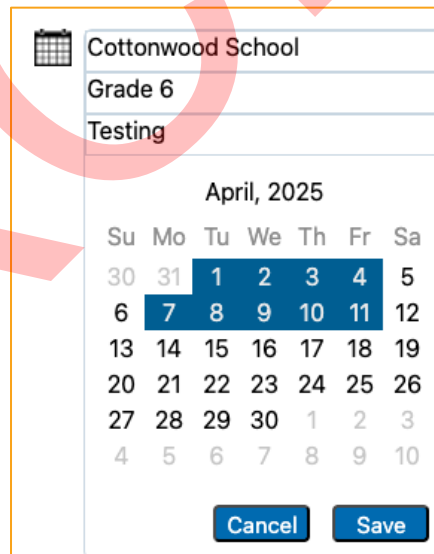 Cottonwood School
Grade 6
Testing
April, 2025
Su Mo Tu We Th Fr Sa
30 31 1 2 3 4 5
6 7 8 9 10 11 12
13 14 15 16 17 18 19
20 21 22 23 24 25 26
27 28 29 30 1 2 3
4 5 6 7 8 9 10
Cancel Save